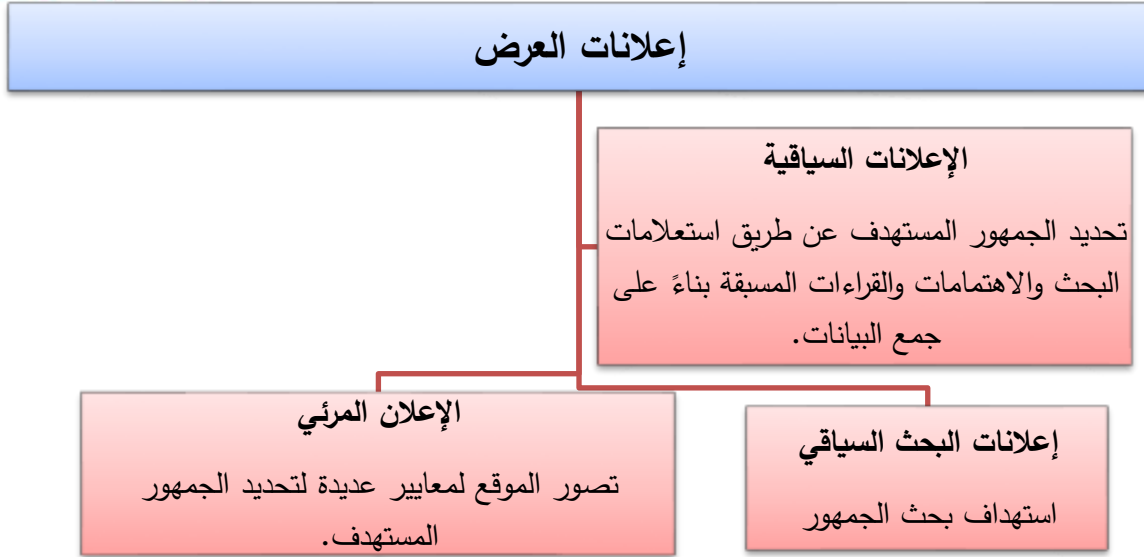 إعلانات العرض
الإعلانات السياقية
تحديد الجمهور المستهدف عن طريق استعلامات
البحث والاهتمامات والقراءات المسبقة بناءً على
جمع البيانات.
إعلانات البحث السياقي
استهداف بحث الجمهور
الإعلان المرئي
تصور الموقع لمعايير عديدة لتحديد الجمهور
المستهدف.